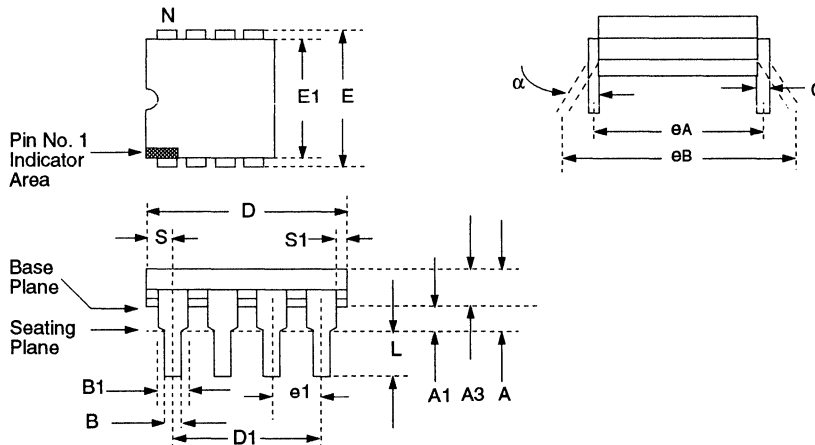 N
E1
E
Pin No. 1
Indicator
Area
α
C
eA
eB
D
S
S1
Base
Plane
Seating
Plane
L
B1
e1
A1
A3
A
B
D1